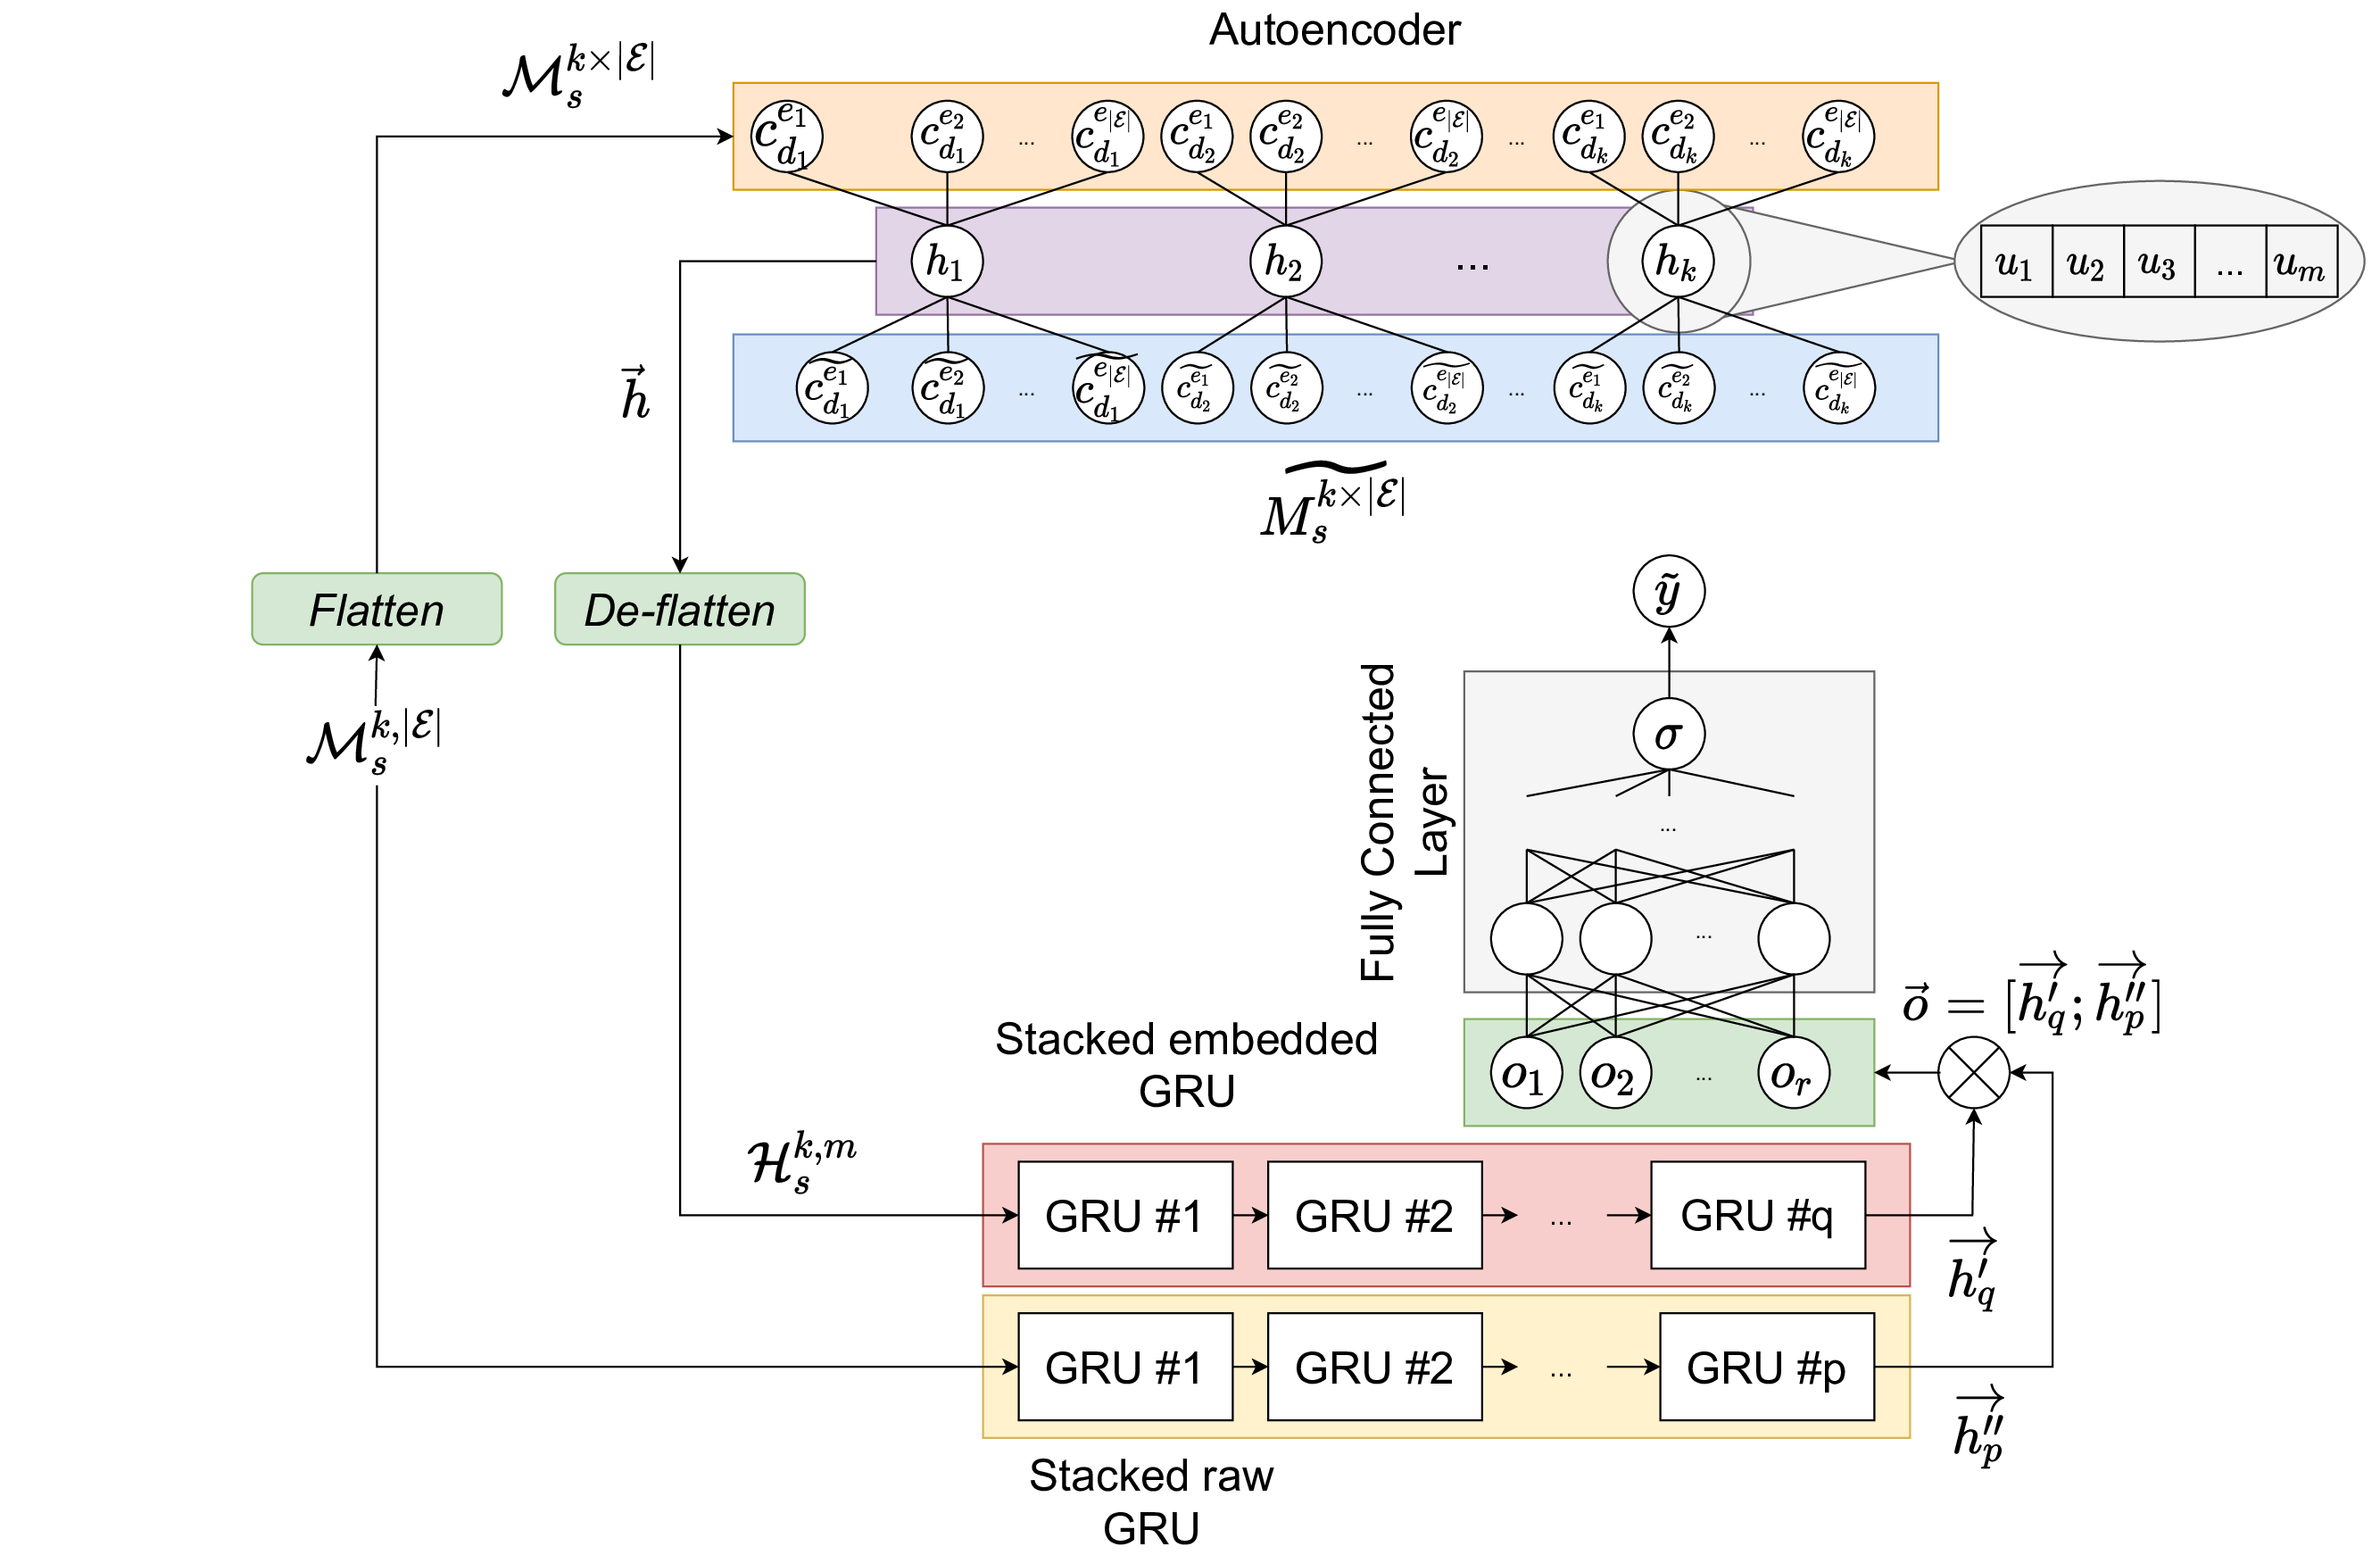 Autoencoder
$\mathcal{M}_s^{k \times |\mathcal{E}|}$
$c_{d_1}^{e_1}$ $c_{d_1}^{e_2}$ ... $c_{d_1}^{e_{|\mathcal{E}|}}$ $c_{d_2}^{e_1}$ $c_{d_2}^{e_2}$ ... $c_{d_2}^{e_{|\mathcal{E}|}}$ ... $c_{d_k}^{e_1}$ $c_{d_k}^{e_2}$ ... $c_{d_k}^{e_{|\mathcal{E}|}}$
$h_1$ $h_2$ ... $h_k$
$u_1$ $u_2$ $u_3$ ... $u_m$
$\vec{h}$
$\widetilde{c_{d_1}^{e_1}}$ $\widetilde{c_{d_1}^{e_2}}$ ... $\widetilde{c_{d_1}^{e_{|\mathcal{E}|}}}$ $\widetilde{c_{d_2}^{e_1}}$ $\widetilde{c_{d_2}^{e_2}}$ ... $\widetilde{c_{d_2}^{e_{|\mathcal{E}|}}}$ ... $\widetilde{c_{d_k}^{e_1}}$ $\widetilde{c_{d_k}^{e_2}}$ ... $\widetilde{c_{d_k}^{e_{|\mathcal{E}|}}}$
$\widetilde{M_s^{k \times |\mathcal{E}|}}$
Flatten
De-flatten
$\mathcal{M}_s^{k,|\mathcal{E}|}$
$\tilde{y}$
$\sigma$
...
Fully Connected
Layer
...
$\vec{o} = [\overrightarrow{h'_q}; \overrightarrow{h''_p}]$
$o_1$ $o_2$ ... $o_r$
Stacked embedded
GRU
$\mathcal{H}_s^{k,m}$
GRU #1 GRU #2 ... GRU #q
$\overrightarrow{h'_q}$
GRU #1 GRU #2 ... GRU #p
$\overrightarrow{h''_p}$
Stacked raw
GRU